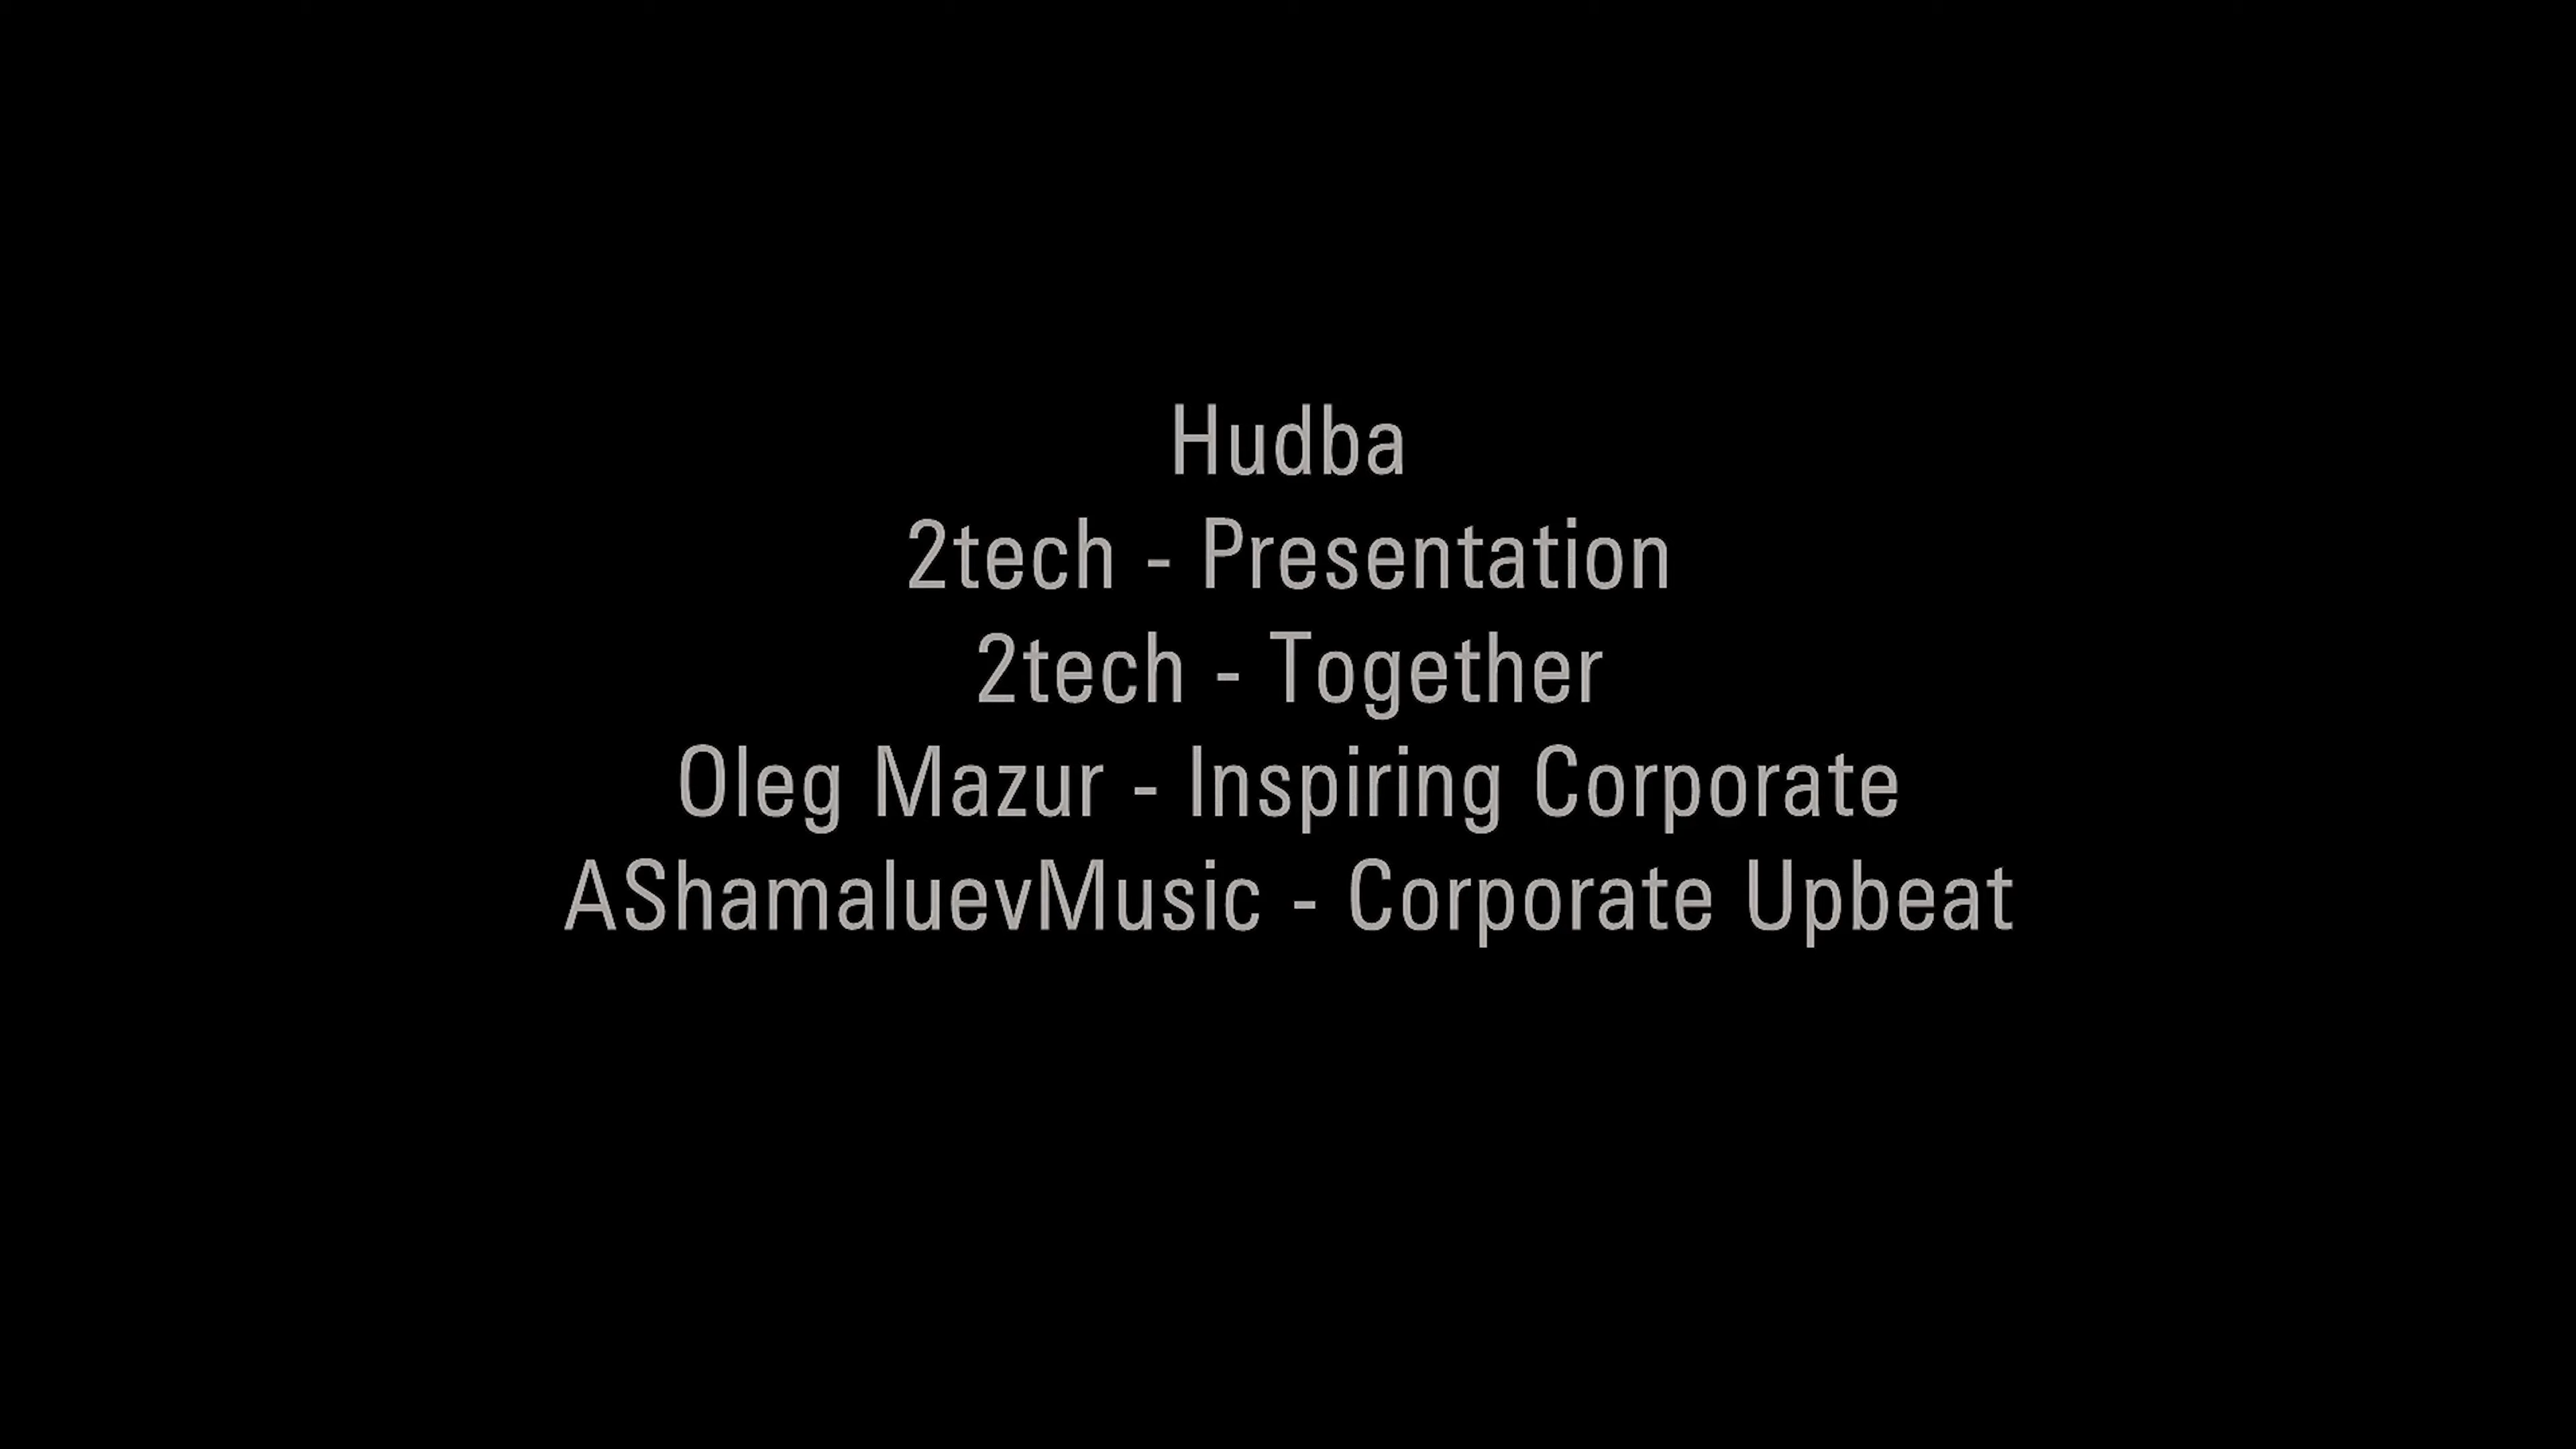 Hudba
2tech - Presentation
2tech - Together
Oleg Mazur - Inspiring Corporate
AShamaluevMusic - Corporate Upbeat